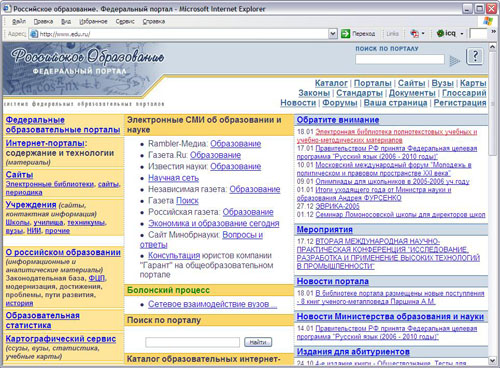 Российское образование. Федеральный портал - Microsoft Internet Explorer
Файл Правка Вид Избранное Сервис Справка
Адрес: http://www.edu.ru/ Переход Links icq
Российское Образование
ФЕДЕРАЛЬНЫЙ ПОРТАЛ
ПОИСК ПО ПОРТАЛУ
?
Каталог | Порталы | Сайты | Вузы | Карты
Законы | Стандарты | Документы | Глоссарий
Новости | Форумы | Ваша страница | Регистрация
система федеральных образовательных порталов
Федеральные образовательные порталы
Интернет-порталы: содержание и технологии
(материалы)
Сайты
Электронные библиотеки, сайты, периодика
Учреждения (сайты, контактная информация)
Школы, училища, техникумы, вузы, НИИ, прочие
О российском образовании
(информационные и аналитические материалы)
Законодательная база, ФЦП, модернизация, достижения, проблемы, пути развития, история
Образовательная статистика
Картографический сервис
(ссузы, вузы, статистика, учебные карты)
Электронные СМИ об образовании и науке
Rambler-Медиа: Образование
Газета.Ru: Образование
Известия науки: Образование
Научная сеть
Независимая газета: Образование
Газета Поиск
Российская газета: Образование
Экономика и образование сегодня
Сайт Минобрнауки: Вопросы и ответы
Консультация юристов компании "Гарант" на общеобразовательном портале
Болонский процесс
Сетевое взаимодействие вузов ...
Поиск по порталу
Найти
Каталог образовательных интернет-
Обратите внимание
18 01 Электронная библиотека полнотекстовых учебных и учебно-методических материалов
17 01 Правительством РФ принята Федеральная целевая программа "Русский язык (2006 - 2010 годы)"
10 01 Московский международный форум "Молодежь в политическом и правовом пространстве XXI века"
09 01 Олимпиады для школьников в 2005-2006 уч.году
01 01 Итоги уходящего года от Министра науки и образования Андрея ФУРСЕНКО
27 12 ЭВРИКА-2005
01 12 Семинар Ломоносовской школы для директоров школ
Мероприятия
17 12 ВТОРАЯ МЕЖДУНАРОДНАЯ НАУЧНО-ПРАКТИЧЕСКАЯ КОНФЕРЕНЦИЯ "ИССЛЕДОВАНИЕ, РАЗРАБОТКА И ПРИМЕНЕНИЕ ВЫСОКИХ ТЕХНОЛОГИЙ В ПРОМЫШЛЕННОСТИ"
Новости портала
18 01 В библиотеке портала размещены новые поступления - 8 книг ученого-металловеда Паршина А.М.
Новости Министерства образования и науки
17 01 Правительством РФ принята Федеральная целевая программа "Русский язык (2006 - 2010 годы)"
Издания для абитуриентов
24 10 4-е издание книги - Обществознание. Тесты для